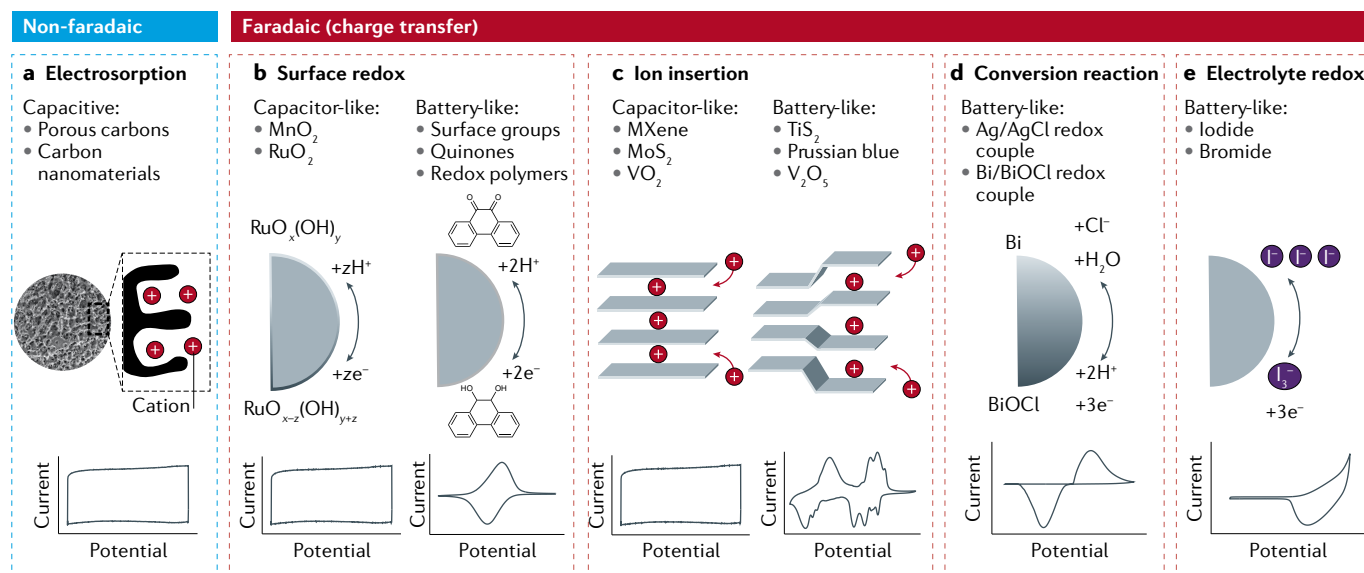 Non-faradaic
Faradaic (charge transfer)
a Electrosorption
Capacitive:
• Porous carbons
• Carbon
nanomaterials
+
+
+
+
Cation
Current
Potential
b Surface redox
Capacitor-like:
• MnO₂
• RuO₂
RuOₓ(OH)ᵧ
+zH⁺
+ze⁻
RuOₓ₋z(OH)ᵧ₊z
Current
Potential
Battery-like:
• Surface groups
• Quinones
• Redox polymers
O O
+2H⁺
+2e⁻
HO OH
Potential
c Ion insertion
Capacitor-like:
• MXene
• MoS₂
• VO₂
+
+
+
+
+
Current
Potential
Battery-like:
• TiS₂
• Prussian blue
• V₂O₅
+
+
+
+
+
Potential
d Conversion reaction
Battery-like:
• Ag/AgCl redox
couple
• Bi/BiOCl redox
couple
+Cl⁻
Bi
+H₂O
+2H⁺
BiOCl
+3e⁻
Current
Potential
e Electrolyte redox
Battery-like:
• Iodide
• Bromide
I⁻ I⁻ I⁻
I₃⁻
+3e⁻
Current
Potential